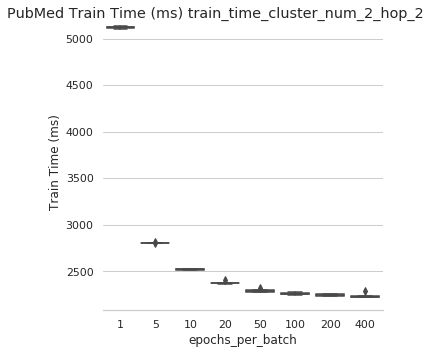 PubMed Train Time (ms) train_time_cluster_num_2_hop_2
5000
4500
4000
3500
3000
2500
Train Time (ms)
1 5 10 20 50 100 200 400
epochs_per_batch